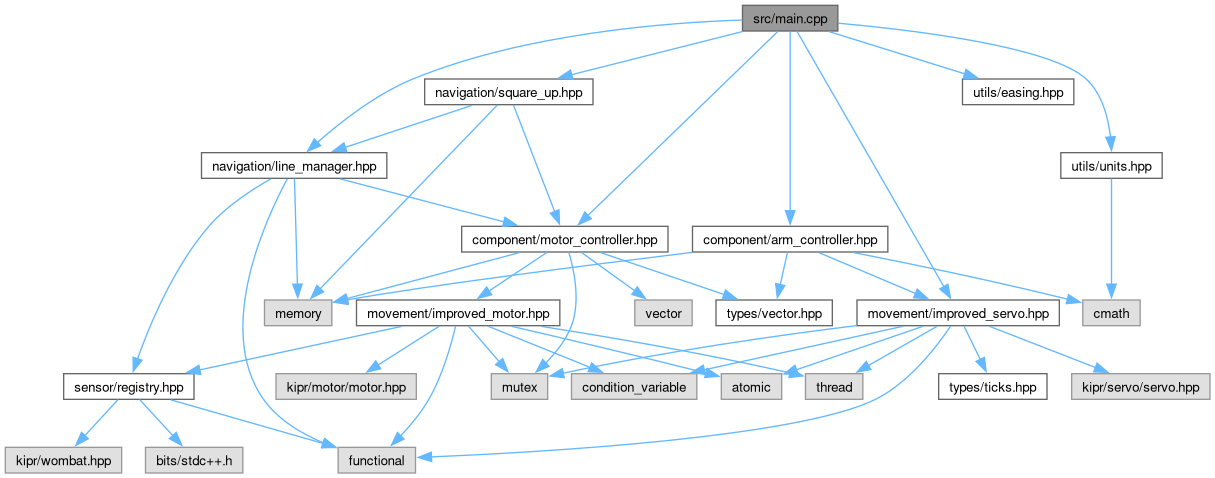 src/main.cpp
navigation/square_up.hpp
utils/easing.hpp
navigation/line_manager.hpp
utils/units.hpp
component/motor_controller.hpp
component/arm_controller.hpp
memory
movement/improved_motor.hpp
vector
types/vector.hpp
movement/improved_servo.hpp
cmath
sensor/registry.hpp
kipr/motor/motor.hpp
mutex
condition_variable
atomic
thread
types/ticks.hpp
kipr/servo/servo.hpp
kipr/wombat.hpp
bits/stdc++.h
functional